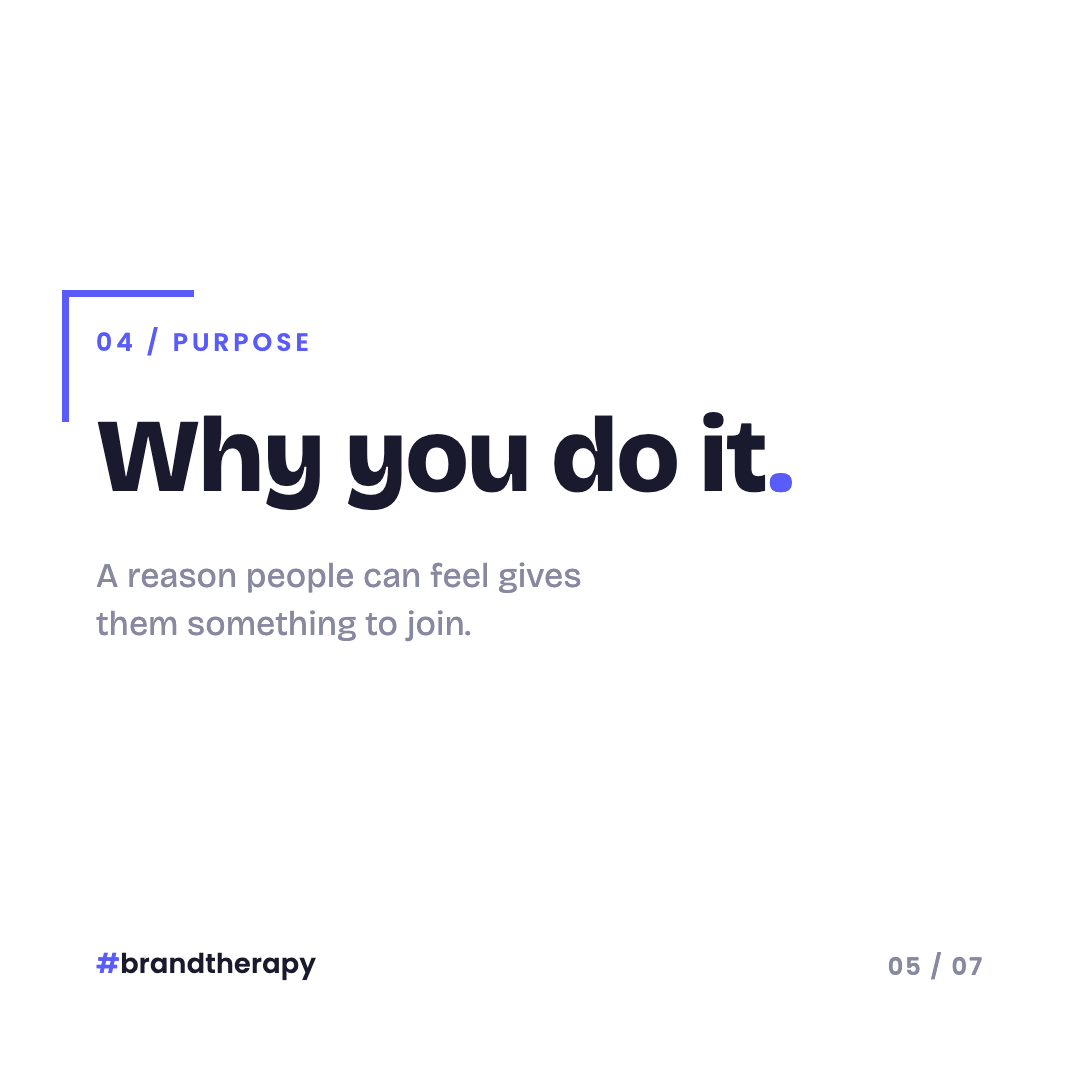 04 / PURPOSE
Why you do it.
A reason people can feel gives
them something to join.
#brandtherapy
05 / 07